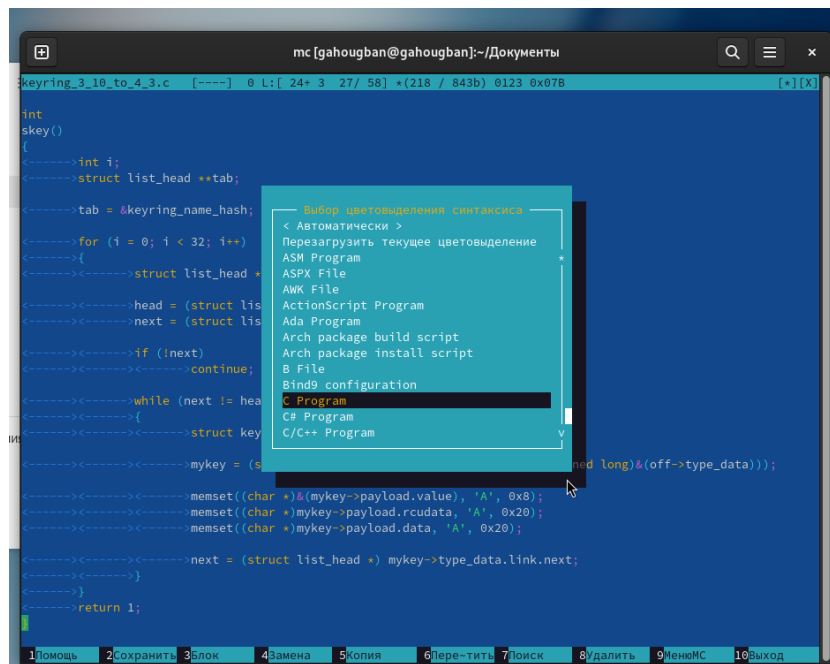 mc [gahougban@gahougban]:~/Документы
keyring_3_10_to_4_3.c [----] 0 L:[ 24+ 3 27/ 58] *(218 / 843b) 0123 0x07B [*][X]
int
skey()
{
<------>int i;
<------>struct list_head **tab;
<------>tab = &keyring_name_hash;
<------>for (i = 0; i < 32; i++)
<------>{
<------><------>struct list_head *
<------><------>head = (struct lis
<------><------>next = (struct lis
<------><------>if (!next)
<------><------><------>continue;
<------><------>while (next != hea
<------><------>{
<------><------><------>struct key
<------><------><------>mykey = (s ned long)&(off->type_data)));
<------><------><------>memset((char *)&(mykey->payload.value), 'A', 0x8);
<------><------><------>memset((char *)mykey->payload.rcudata, 'A', 0x20);
<------><------><------>memset((char *)mykey->payload.data, 'A', 0x20);
<------><------><------>next = (struct list_head *) mykey->type_data.link.next;
<------><------>}
<------>}
<------>return 1;
}
Выбор цветовыделения синтаксиса
< Автоматически >
Перезагрузить текущее цветовыделение
ASM Program
ASPX File
AWK File
ActionScript Program
Ada Program
Arch package build script
Arch package install script
B File
Bind9 configuration
C Program
C# Program
C/C++ Program
1Помощь 2Сохранить 3Блок 4Замена 5Копия 6Пере~тить 7Поиск 8Удалить 9МенюMC 10Выход